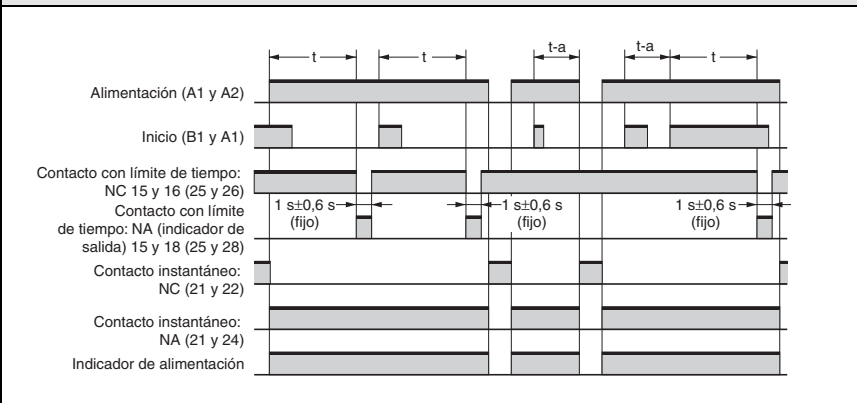 t t t-a t-a t
Alimentación (A1 y A2)
Inicio (B1 y A1)
Contacto con límite de tiempo:
NC 15 y 16 (25 y 26)
Contacto con límite
de tiempo: NA (indicador de
salida) 15 y 18 (25 y 28)
1 s±0,6 s
(fijo)
1 s±0,6 s
(fijo)
1 s±0,6 s
(fijo)
Contacto instantáneo:
NC (21 y 22)
Contacto instantáneo:
NA (21 y 24)
Indicador de alimentación